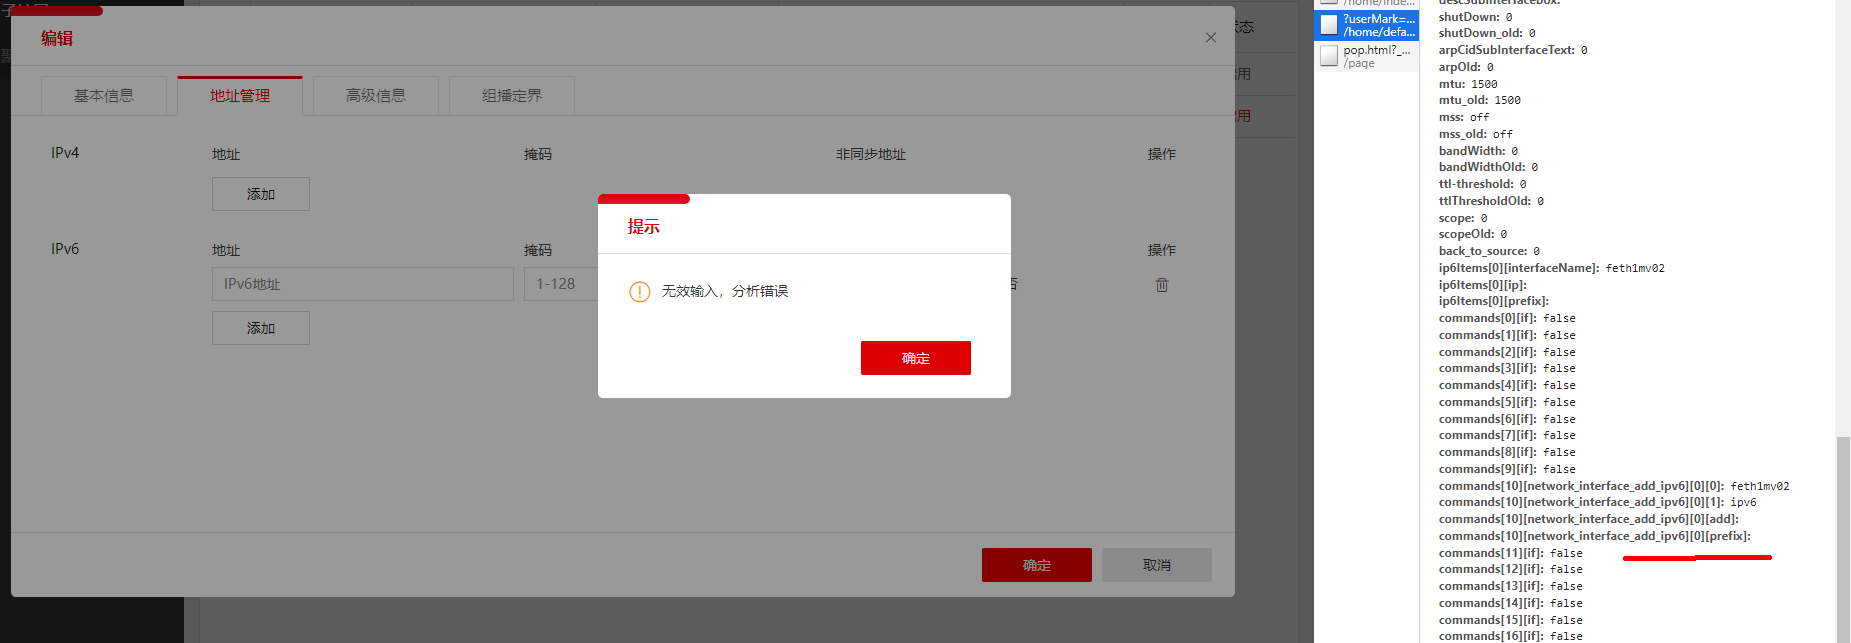 编辑
基本信息
地址管理
高级信息
组播定界
IPv4
地址
掩码
非同步地址
操作
添加
IPv6
地址
掩码
操作
IPv6地址
1-128
否
添加
提示
无效输入，分析错误
确定
确定
取消
状态
用
用
/home/inde...
?userMark=...
/home/defa...
pop.html?_...
/page
descSubInterfaceBox:
shutDown: 0
shutDown_old: 0
arpCidSubInterfaceText: 0
arpOld: 0
mtu: 1500
mtu_old: 1500
mss: off
mss_old: off
bandWidth: 0
bandWidthOld: 0
ttl-threshold: 0
ttlThresholdOld: 0
scope: 0
scopeOld: 0
back_to_source: 0
ip6Items[0][interfaceName]: feth1mv02
ip6Items[0][ip]:
ip6Items[0][prefix]:
commands[0][if]: false
commands[1][if]: false
commands[2][if]: false
commands[3][if]: false
commands[4][if]: false
commands[5][if]: false
commands[6][if]: false
commands[7][if]: false
commands[8][if]: false
commands[9][if]: false
commands[10][network_interface_add_ipv6][0][0]: feth1mv02
commands[10][network_interface_add_ipv6][0][1]: ipv6
commands[10][network_interface_add_ipv6][0][add]:
commands[10][network_interface_add_ipv6][0][prefix]:
commands[11][if]: false
commands[12][if]: false
commands[13][if]: false
commands[14][if]: false
commands[15][if]: false
commands[16][if]: false